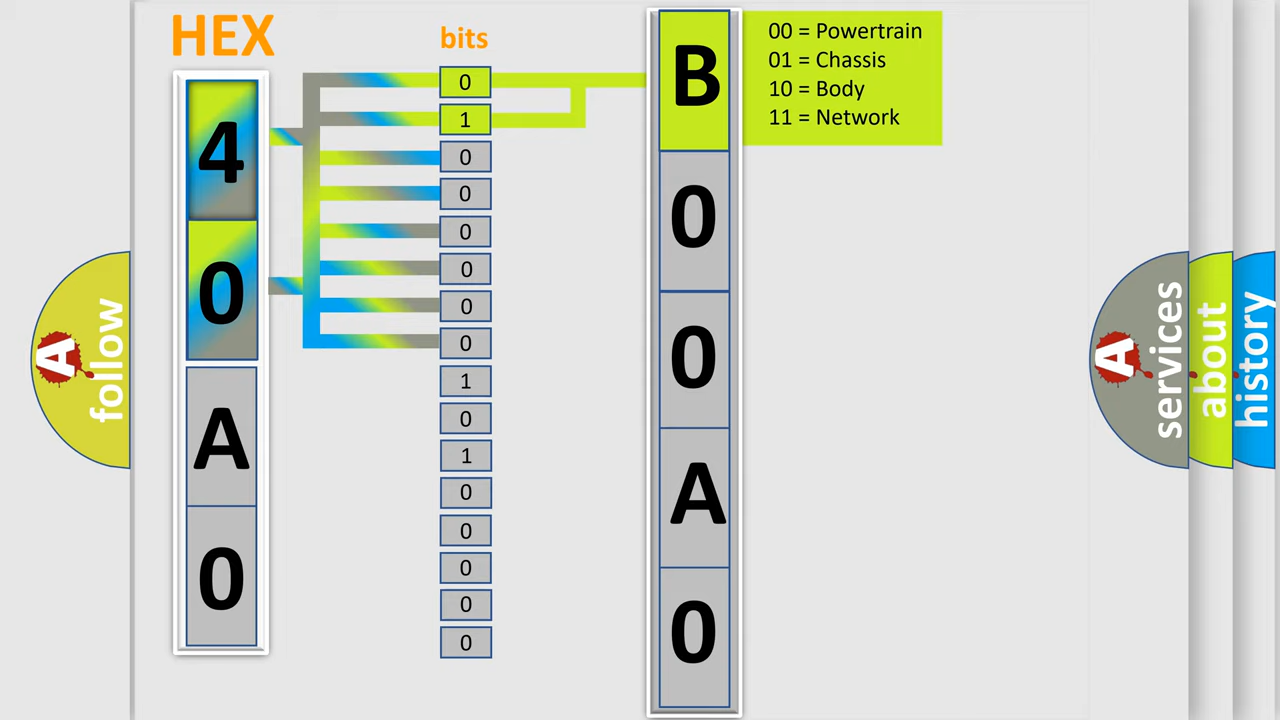 HEX
bits
4
0
A
0
0
1
0
0
0
0
0
0
1
0
1
0
0
0
0
0
B
0
0
A
0
00 = Powertrain
01 = Chassis
10 = Body
11 = Network
A follow
A services
about
history